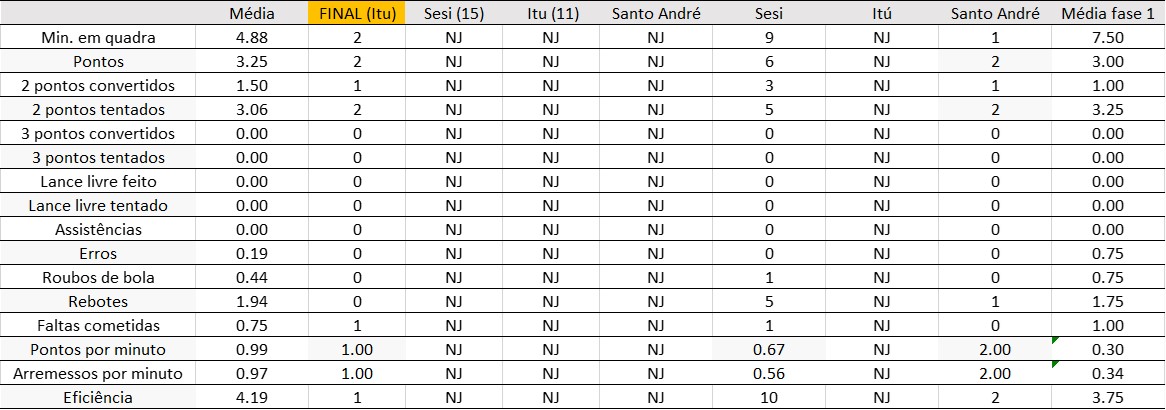 Média FINAL (Itu) Sesi (15) Itu (11) Santo André Sesi Itú Santo André Média fase 1
Min. em quadra 4.88 2 NJ NJ NJ 9 NJ 1 7.50
Pontos 3.25 2 NJ NJ NJ 6 NJ 2 3.00
2 pontos convertidos 1.50 1 NJ NJ NJ 3 NJ 1 1.00
2 pontos tentados 3.06 2 NJ NJ NJ 5 NJ 2 3.25
3 pontos convertidos 0.00 0 NJ NJ NJ 0 NJ 0 0.00
3 pontos tentados 0.00 0 NJ NJ NJ 0 NJ 0 0.00
Lance livre feito 0.00 0 NJ NJ NJ 0 NJ 0 0.00
Lance livre tentado 0.00 0 NJ NJ NJ 0 NJ 0 0.00
Assistências 0.00 0 NJ NJ NJ 0 NJ 0 0.00
Erros 0.19 0 NJ NJ NJ 0 NJ 0 0.75
Roubos de bola 0.44 0 NJ NJ NJ 1 NJ 0 0.75
Rebotes 1.94 0 NJ NJ NJ 5 NJ 1 1.75
Faltas cometidas 0.75 1 NJ NJ NJ 1 NJ 0 1.00
Pontos por minuto 0.99 1.00 NJ NJ NJ 0.67 NJ 2.00 0.30
Arremessos por minuto 0.97 1.00 NJ NJ NJ 0.56 NJ 2.00 0.34
Eficiência 4.19 1 NJ NJ NJ 10 NJ 2 3.75